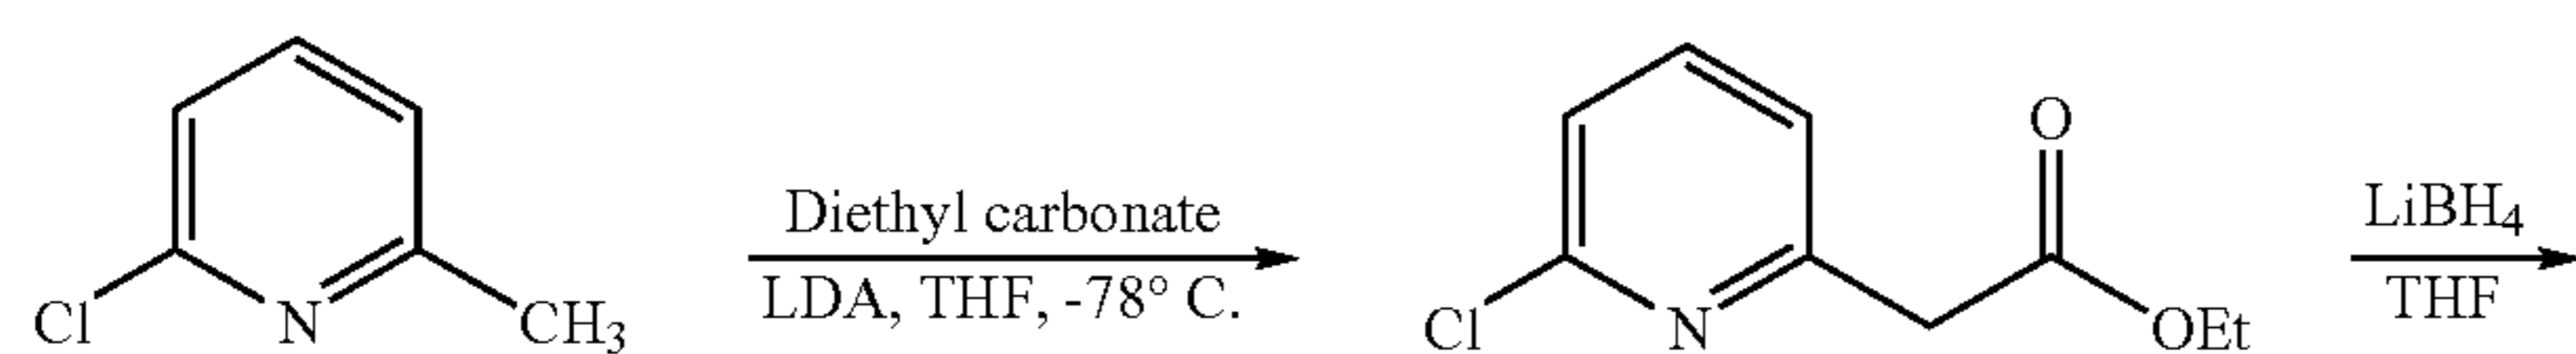 Cl
N
CH3
Diethyl carbonate
LDA, THF, -78° C.
Cl
N
O
OEt
LiBH4
THF